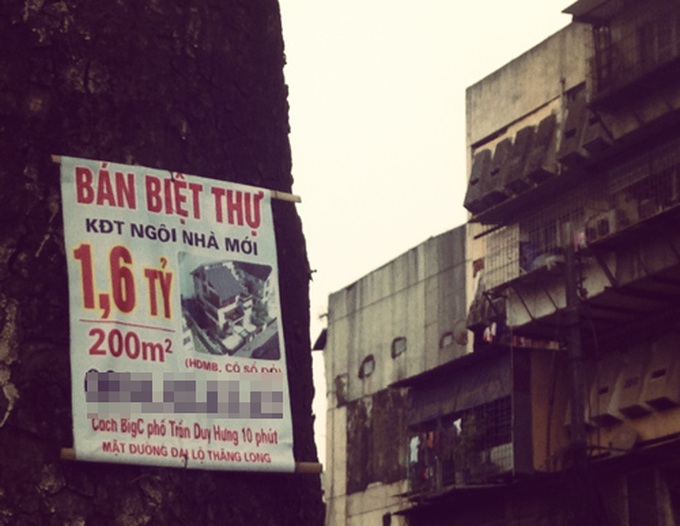 BÁN BIỆT THỰ
KĐT NGÔI NHÀ MỚI
1,6 TỶ
200m²
(HĐMB, CÓ SỔ ĐỎ)
Cách BigC phố Trần Duy Hưng 10 phút
MẶT ĐƯỜNG ĐẠI LỘ THĂNG LONG